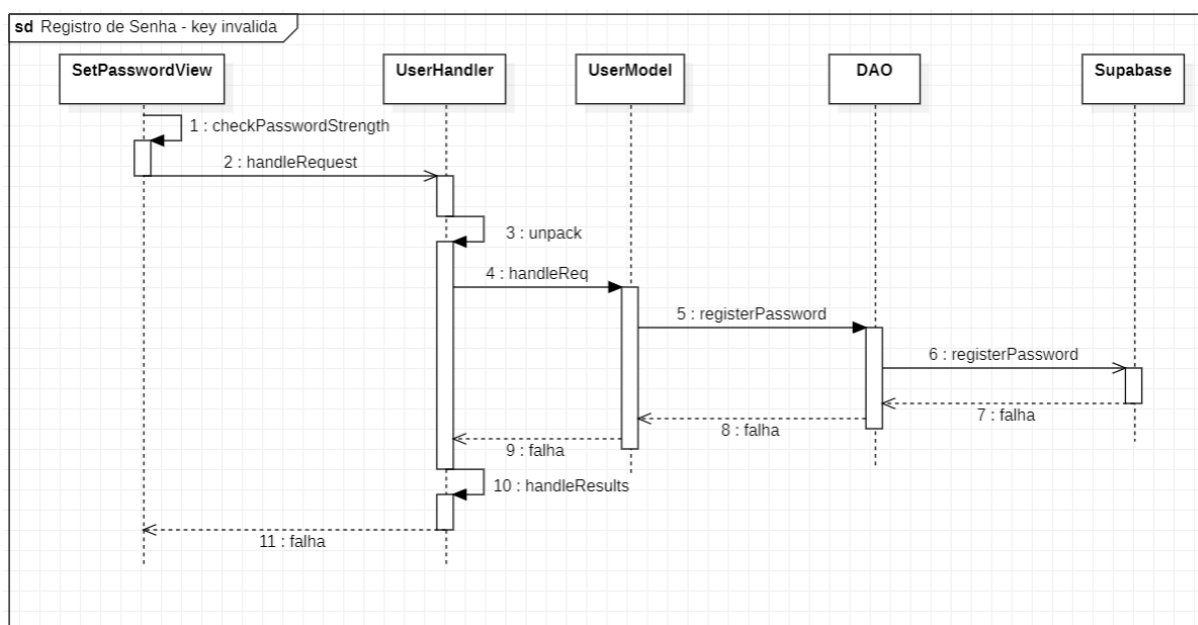 sd Registro de Senha - key invalida
SetPasswordView
UserHandler
UserModel
DAO
Supabase
1 : checkPasswordStrength
2 : handleRequest
3 : unpack
4 : handleReq
5 : registerPassword
6 : registerPassword
7 : falha
8 : falha
9 : falha
10 : handleResults
11 : falha